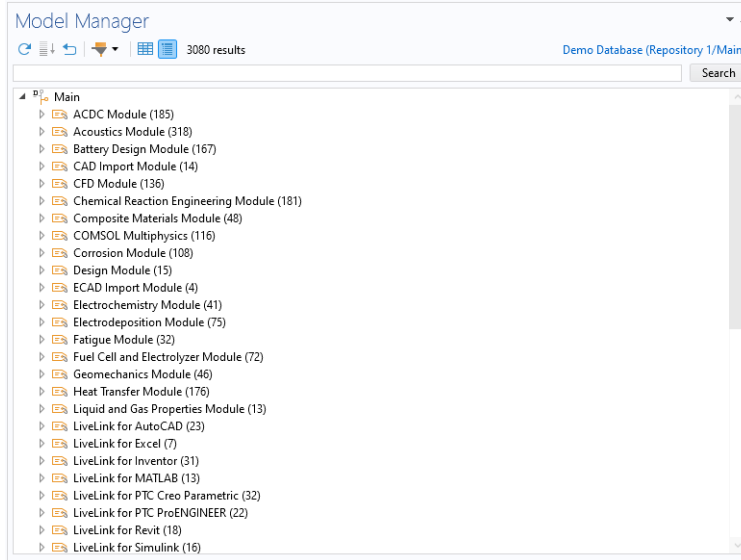 Model Manager
3080 results
Demo Database (Repository 1/Main
Search
Main
ACDC Module (185)
Acoustics Module (318)
Battery Design Module (167)
CAD Import Module (14)
CFD Module (136)
Chemical Reaction Engineering Module (181)
Composite Materials Module (48)
COMSOL Multiphysics (116)
Corrosion Module (108)
Design Module (15)
ECAD Import Module (4)
Electrochemistry Module (41)
Electrodeposition Module (75)
Fatigue Module (32)
Fuel Cell and Electrolyzer Module (72)
Geomechanics Module (46)
Heat Transfer Module (176)
Liquid and Gas Properties Module (13)
LiveLink for AutoCAD (23)
LiveLink for Excel (7)
LiveLink for Inventor (31)
LiveLink for MATLAB (13)
LiveLink for PTC Creo Parametric (32)
LiveLink for PTC ProENGINEER (22)
LiveLink for Revit (18)
LiveLink for Simulink (16)